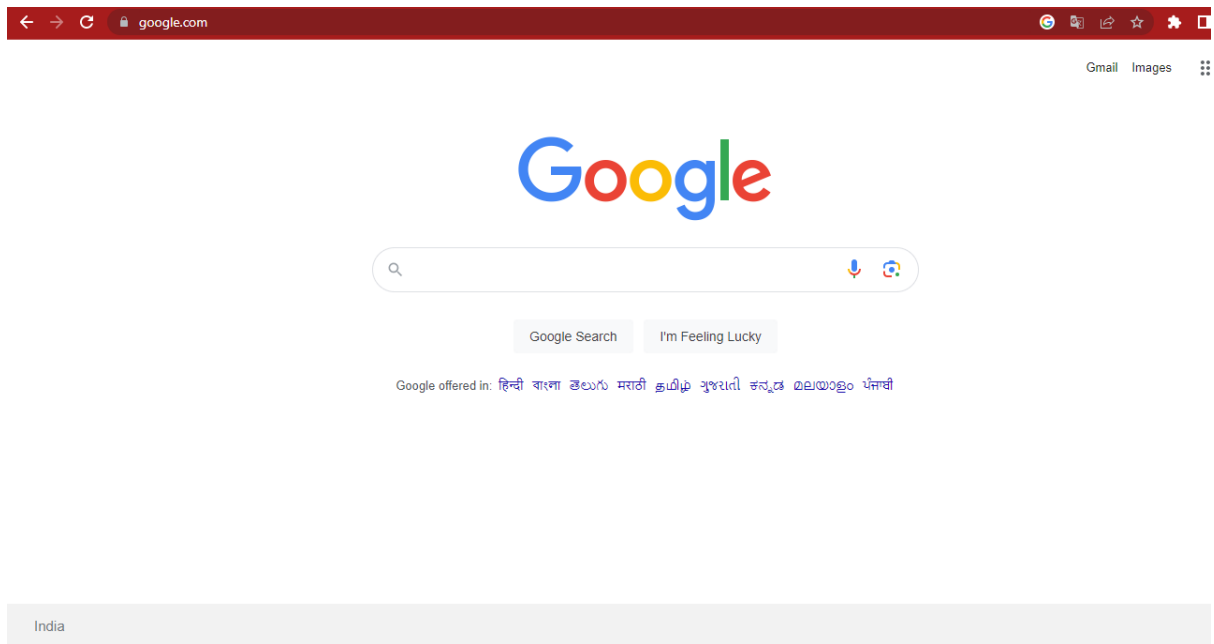 google.com
Gmail Images
Google
Google Search I'm Feeling Lucky
Google offered in: हिन्दी বাংলা తెలుగు मराठी தமிழ் ગુજરાતી ಕನ್ನಡ മലയാളം ਪੰਜਾਬੀ
India